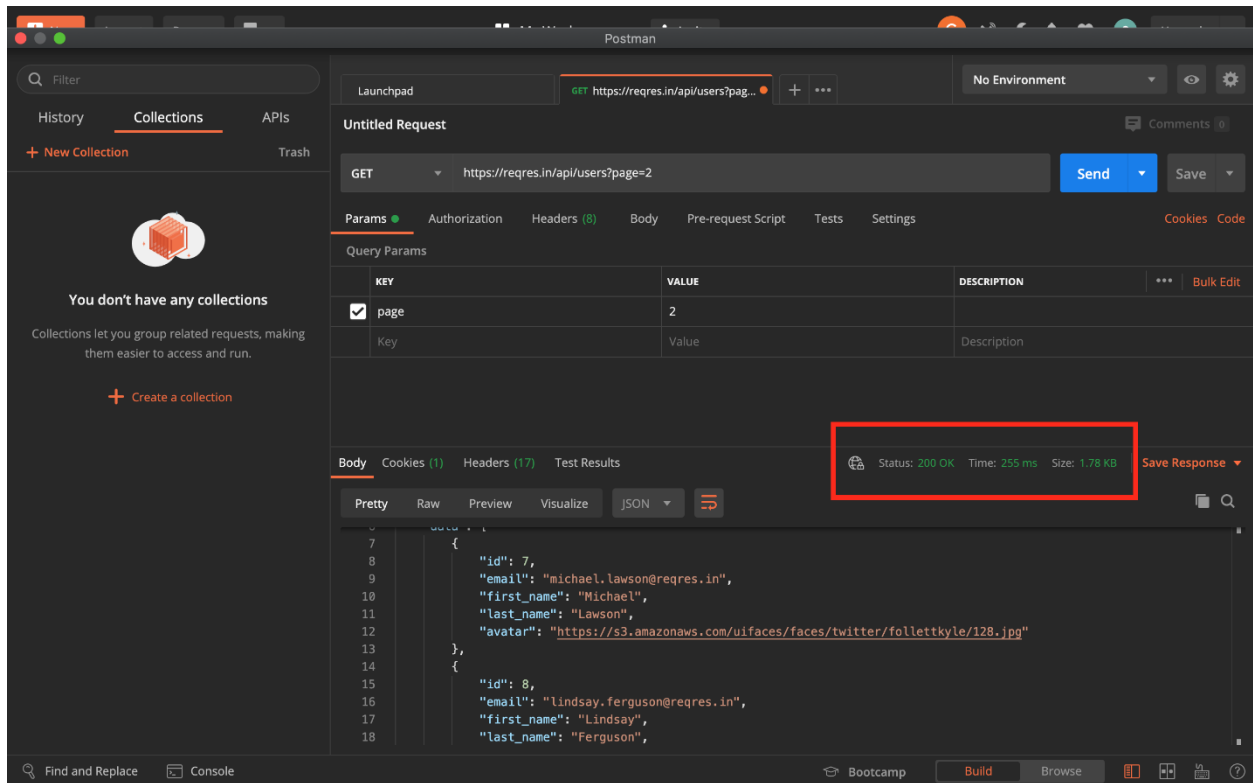 Postman
Filter
History Collections APIs
New Collection Trash
You don't have any collections
Collections let you group related requests, making
them easier to access and run.
Create a collection
Launchpad GET https://reqres.in/api/users?pag... No Environment
Untitled Request Comments 0
GET https://reqres.in/api/users?page=2 Send Save
Params Authorization Headers (8) Body Pre-request Script Tests Settings Cookies Code
Query Params
KEY VALUE DESCRIPTION ••• Bulk Edit
page 2
Key Value Description
Body Cookies (1) Headers (17) Test Results Status: 200 OK Time: 255 ms Size: 1.78 KB Save Response
Pretty Raw Preview Visualize JSON
7 {
8 "id": 7,
9 "email": "michael.lawson@reqres.in",
10 "first_name": "Michael",
11 "last_name": "Lawson",
12 "avatar": "https://s3.amazonaws.com/uifaces/faces/twitter/follettkyle/128.jpg"
13 },
14 {
15 "id": 8,
16 "email": "lindsay.ferguson@reqres.in",
17 "first_name": "Lindsay",
18 "last_name": "Ferguson",
Find and Replace Console Bootcamp Build Browse